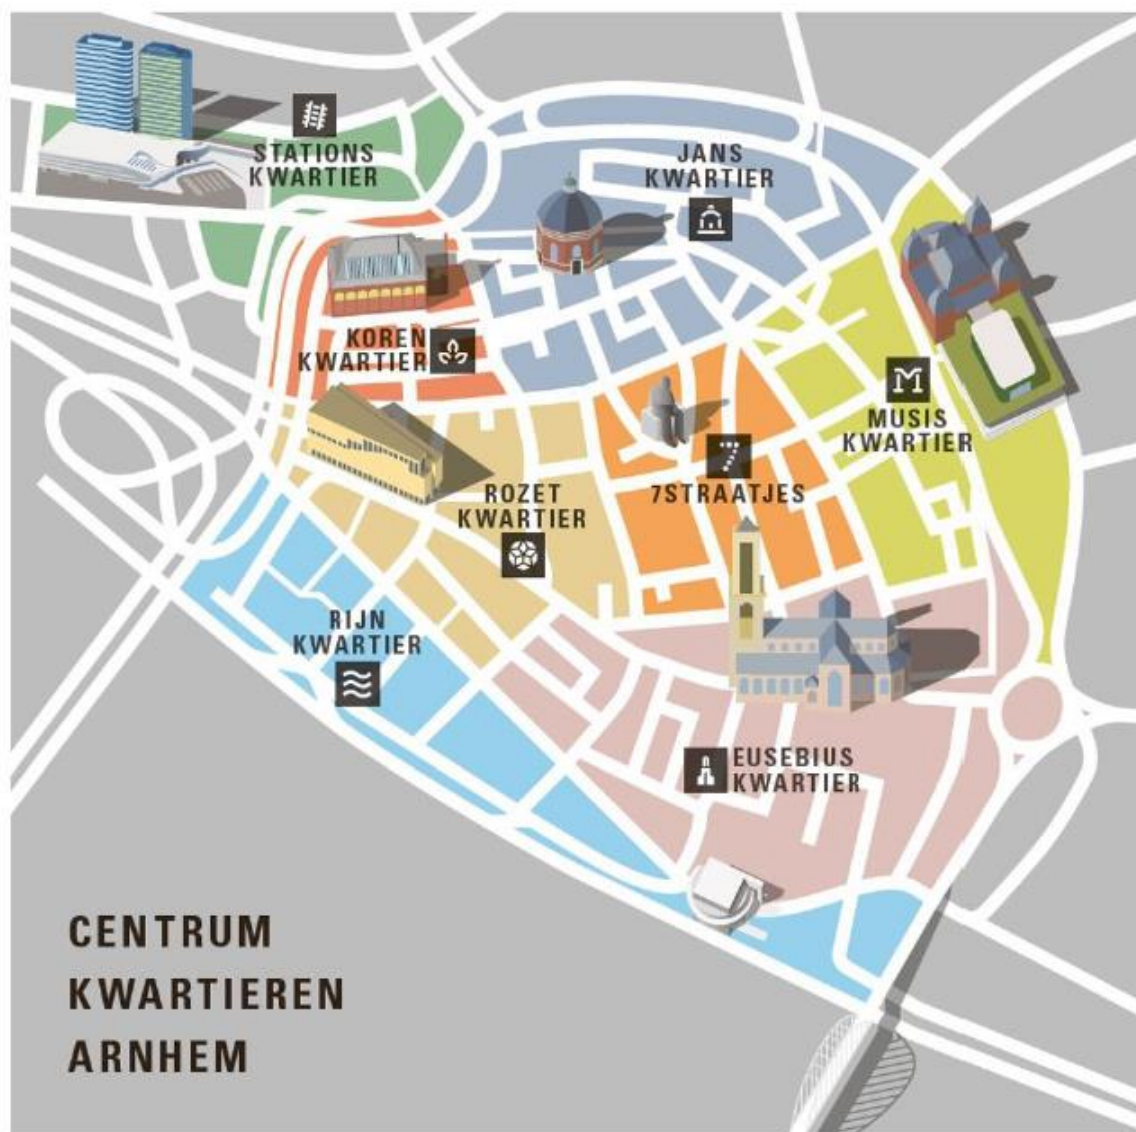 STATIONS
KWARTIER
JANS
KWARTIER
KOREN
KWARTIER
MUSIS
KWARTIER
7STRAATJES
ROZET
KWARTIER
RIJN
KWARTIER
EUSEBIUS
KWARTIER
CENTRUM
KWARTIEREN
ARNHEM